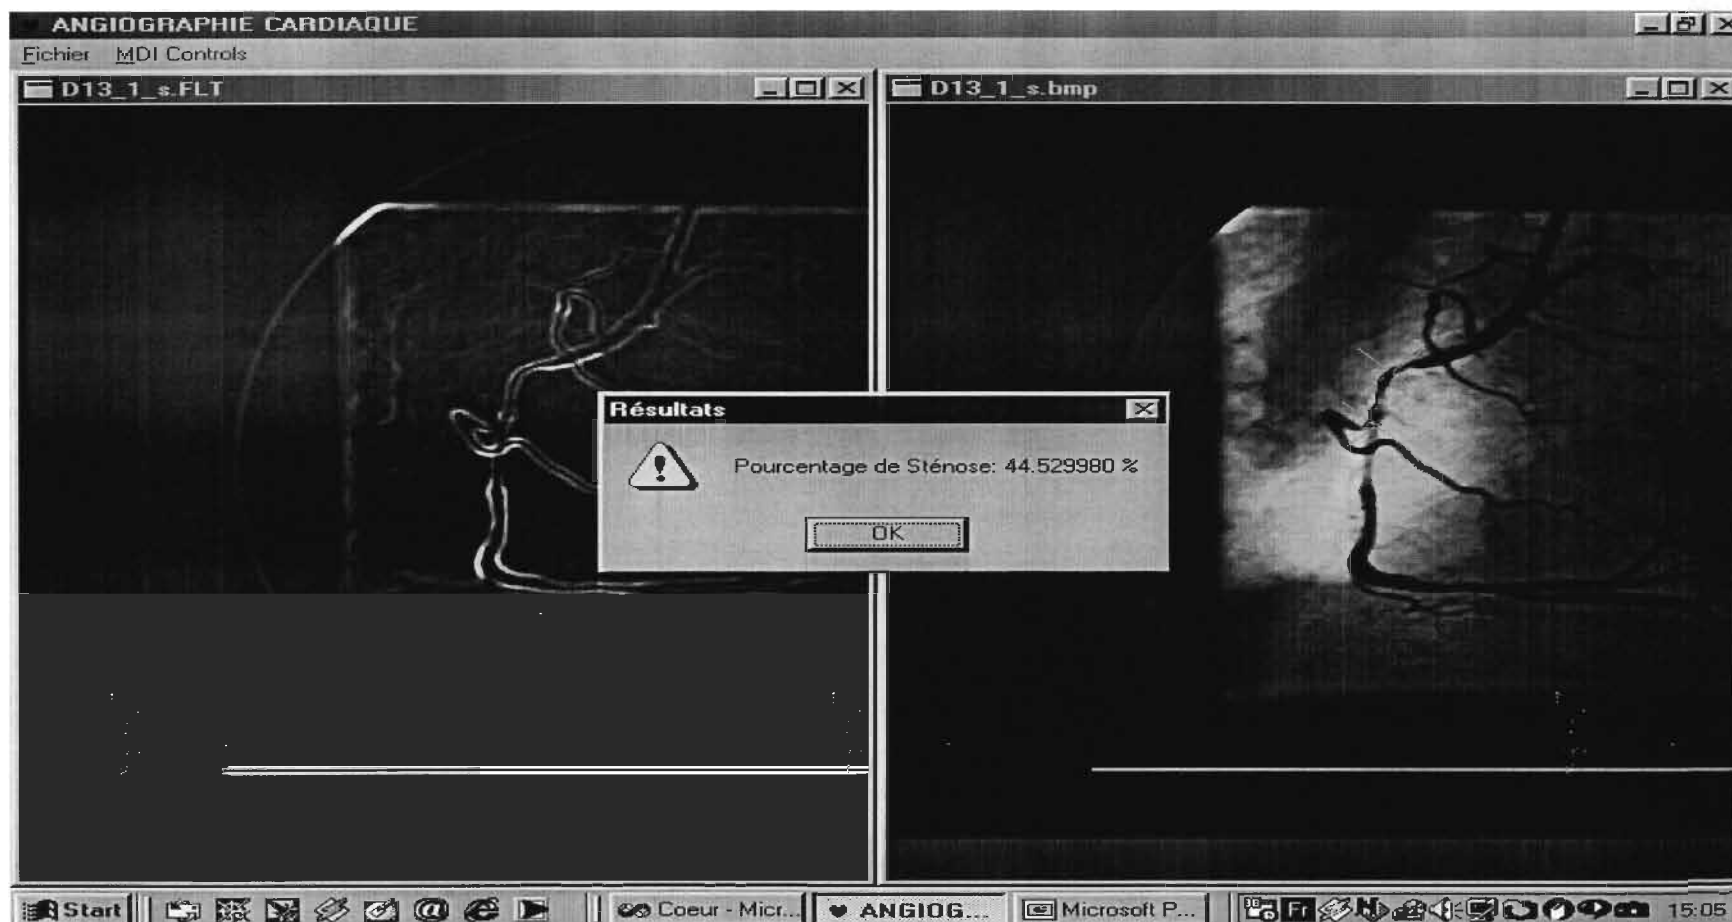 ANGIOGRAPHIE CARDIAQUE
Fichier MDI Controls
D13_1_s.FLT
D13_1_s.bmp
Résultats
Pourcentage de Sténose: 44.529980 %
OK
Start
Coeur - Micr...
ANGIOG...
Microsoft P...
Fr
15:05